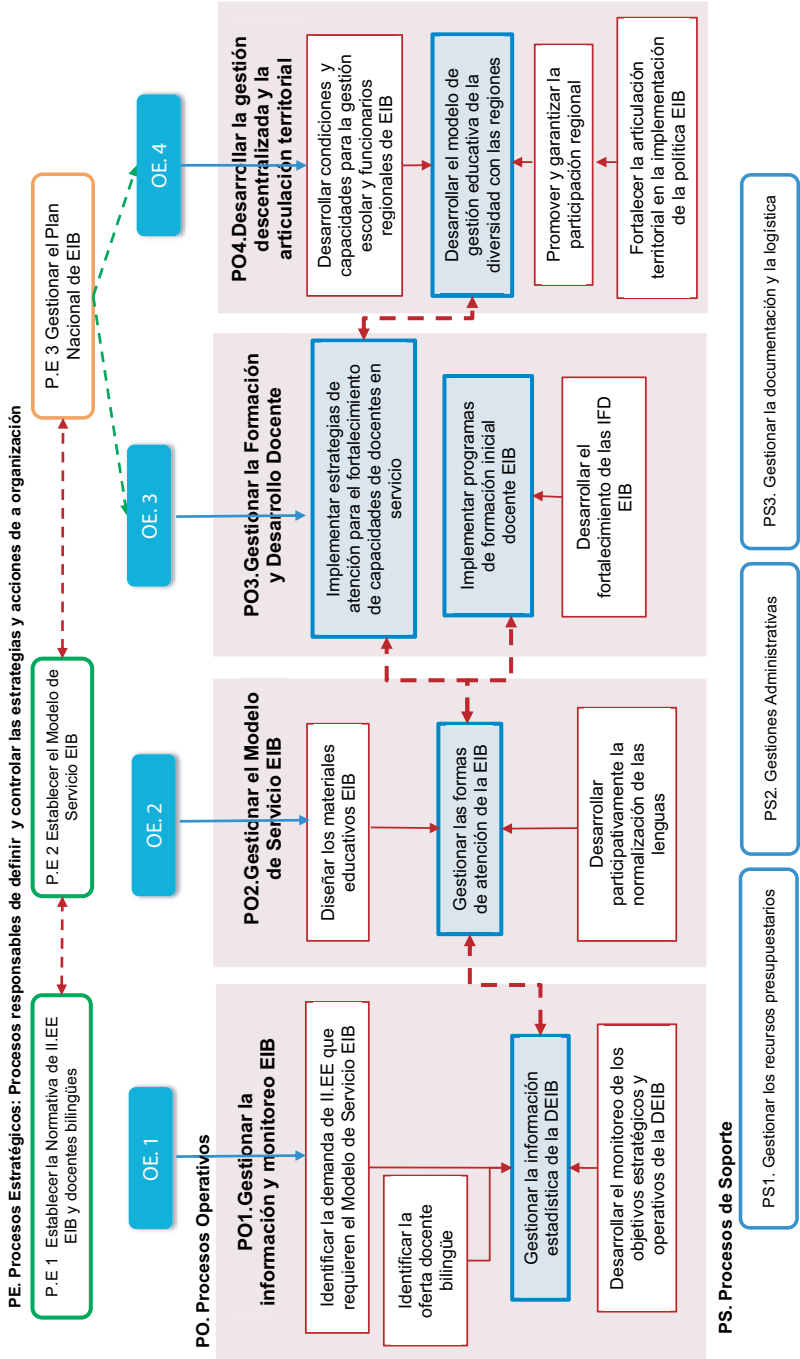 PE. Procesos Estratégicos: Procesos responsables de definir y controlar las estrategias y acciones de a organización
P.E 1 Establecer la Normativa de II.EE
EIB y docentes bilingües
P.E 2 Establecer el Modelo de
Servicio EIB
P.E 3 Gestionar el Plan
Nacional de EIB
OE. 1
OE. 2
OE. 3
OE. 4
PO. Procesos Operativos
PO1.Gestionar la
información y monitoreo EIB
Identificar la demanda de II.EE que
requieren el Modelo de Servicio EIB
Identificar la
oferta docente
bilingüe
Gestionar la información
estadística de la DEIB
Desarrollar el monitoreo de los
objetivos estratégicos y
operativos de la DEIB
PO2.Gestionar el Modelo
de Servicio EIB
Diseñar los materiales
educativos EIB
Gestionar las formas
de atención de la EIB
Desarrollar
participativamente la
normalización de las
lenguas
PO3.Gestionar la Formación
y Desarrollo Docente
Implementar estrategias de
atención para el fortalecimiento
de capacidades de docentes en
servicio
Implementar programas
de formación inicial
docente EIB
Desarrollar el
fortalecimiento de las IFD
EIB
PO4.Desarrollar la gestión
descentralizada y la
articulación territorial
Desarrollar condiciones y
capacidades para la gestión
escolar y funcionarios
regionales de EIB
Desarrollar el modelo de
gestión educativa de la
diversidad con las regiones
Promover y garantizar la
participación regional
Fortalecer la articulación
territorial en la implementación
de la política EIB
PS. Procesos de Soporte
PS1. Gestionar los recursos presupuestarios
PS2. Gestiones Administrativas
PS3. Gestionar la documentación y la logística